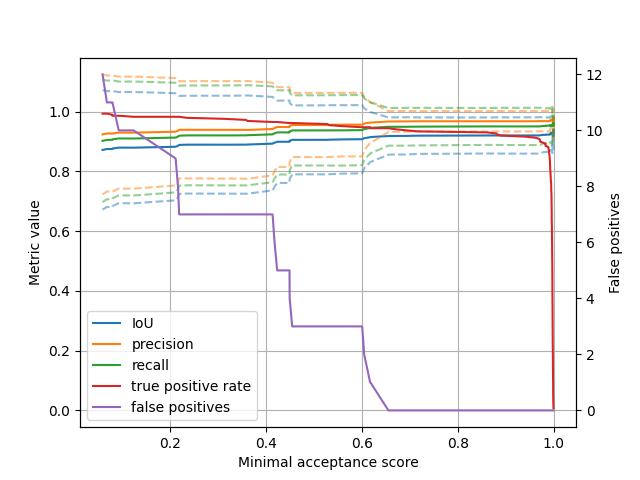 1.0
0.8
0.6
0.4
0.2
0.0
Metric value
12
10
8
6
4
2
0
False positives
IoU
precision
recall
true positive rate
false positives
0.2
0.4
0.6
0.8
1.0
Minimal acceptance score